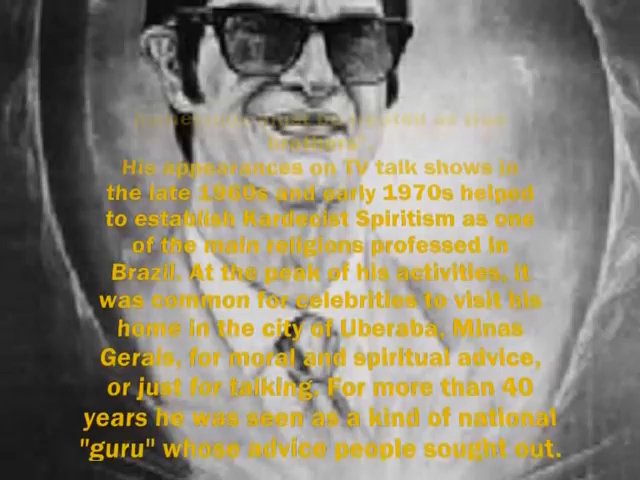 brothers"
His appearances on TV talk shows in
the late 1960s and early 1970s helped
to establish Kardecist Spiritism as one
of the main religions professed in
Brazil. At the peak of his activities, it
was common for celebrities to visit his
home in the city of Uberaba, Minas
Gerais, for moral and spiritual advice,
or just for talking. For more than 40
years he was seen as a kind of national
"guru" whose advice people sought out.